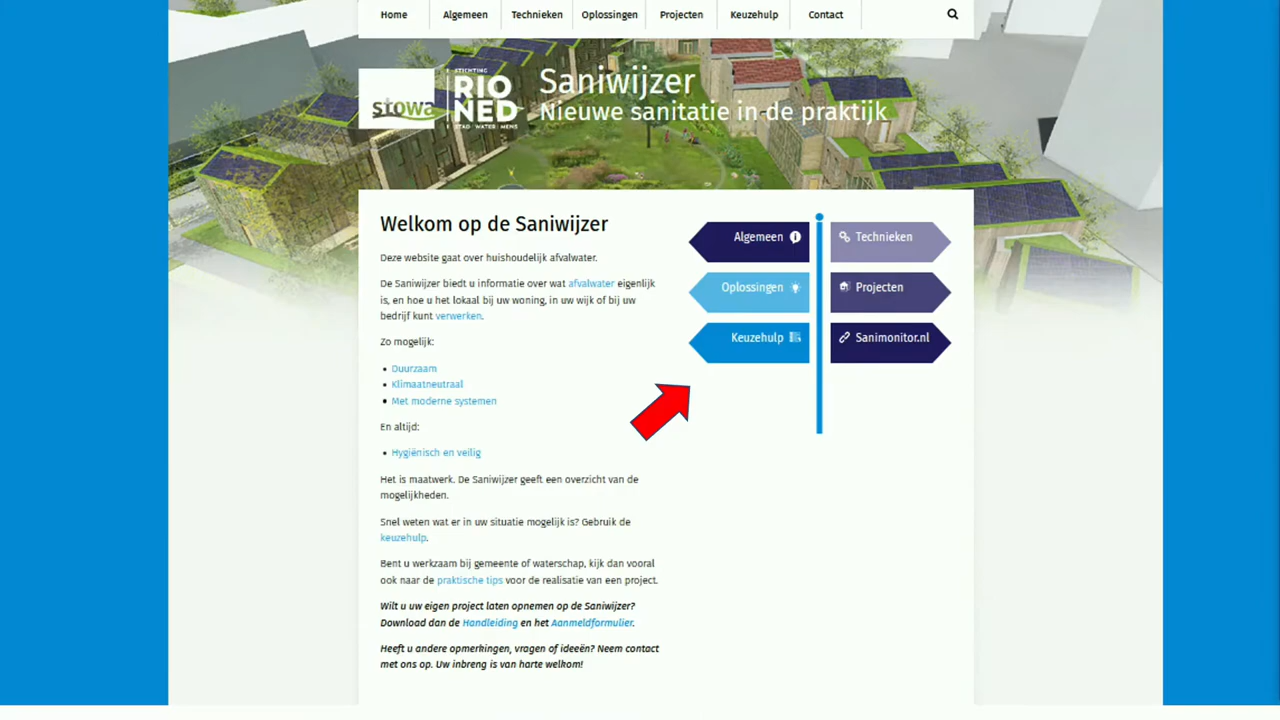 Home Algemeen Technieken Oplossingen Projecten Keuzehulp Contact
stowa
STICHTING
RIO
NED
STAD WATER MENS
Saniwijzer
Nieuwe sanitatie in de praktijk
Welkom op de Saniwijzer
Deze website gaat over huishoudelijk afvalwater.
De Saniwijzer biedt u informatie over wat afvalwater eigenlijk
is, en hoe u het lokaal bij uw woning, in uw wijk of bij uw
bedrijf kunt verwerken.
Zo mogelijk:
• Duurzaam
• Klimaatneutraal
• Met moderne systemen
En altijd:
• Hygiënisch en veilig
Het is maatwerk. De Saniwijzer geeft een overzicht van de
mogelijkheden.
Snel weten wat er in uw situatie mogelijk is? Gebruik de
keuzehulp.
Bent u werkzaam bij gemeente of waterschap, kijk dan vooral
ook naar de praktische tips voor de realisatie van een project.
Wilt u uw eigen project laten opnemen op de Saniwijzer?
Download dan de Handleiding en het Aanmeldformulier.
Heeft u andere opmerkingen, vragen of ideeën? Neem contact
met ons op. Uw inbreng is van harte welkom!
Algemeen
Technieken
Oplossingen
Projecten
Keuzehulp
Sanimonitor.nl